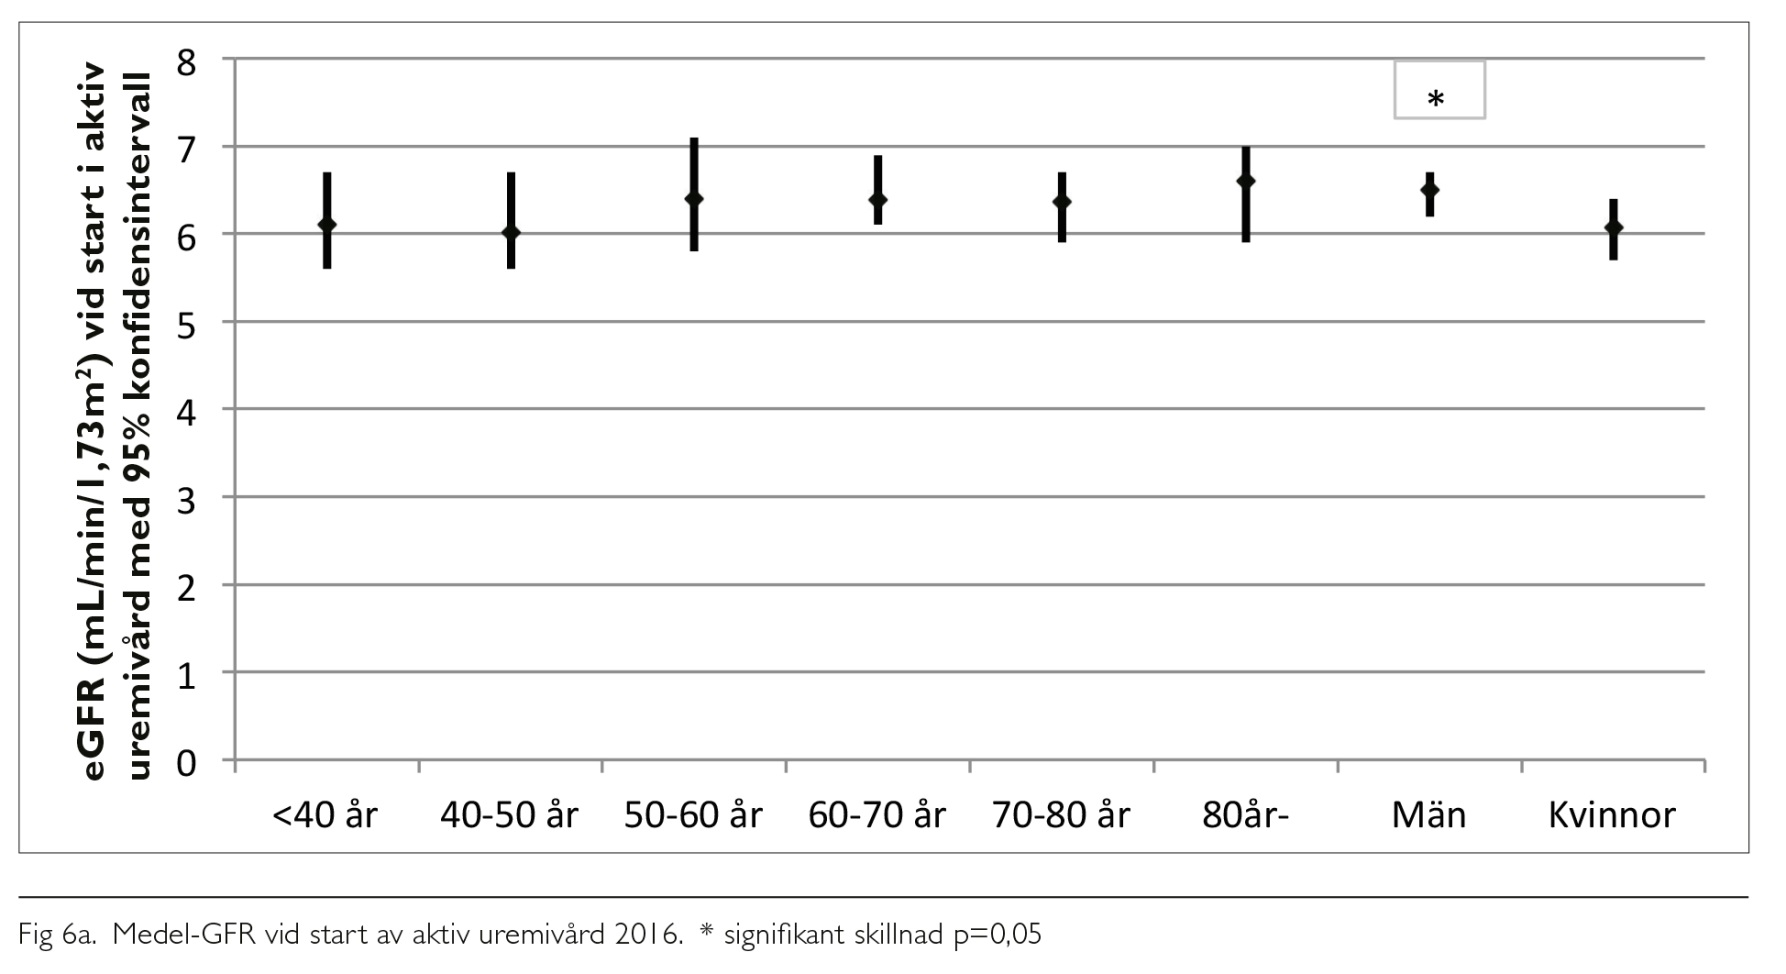 eGFR (mL/min/1,73m²) vid start i aktiv
uremivård med 95% konfidensintervall
8
7
6
5
4
3
2
1
0
*
<40 år
40-50 år
50-60 år
60-70 år
70-80 år
80år-
Män
Kvinnor
Fig 6a. Medel-GFR vid start av aktiv uremivård 2016. * signifikant skillnad p=0,05